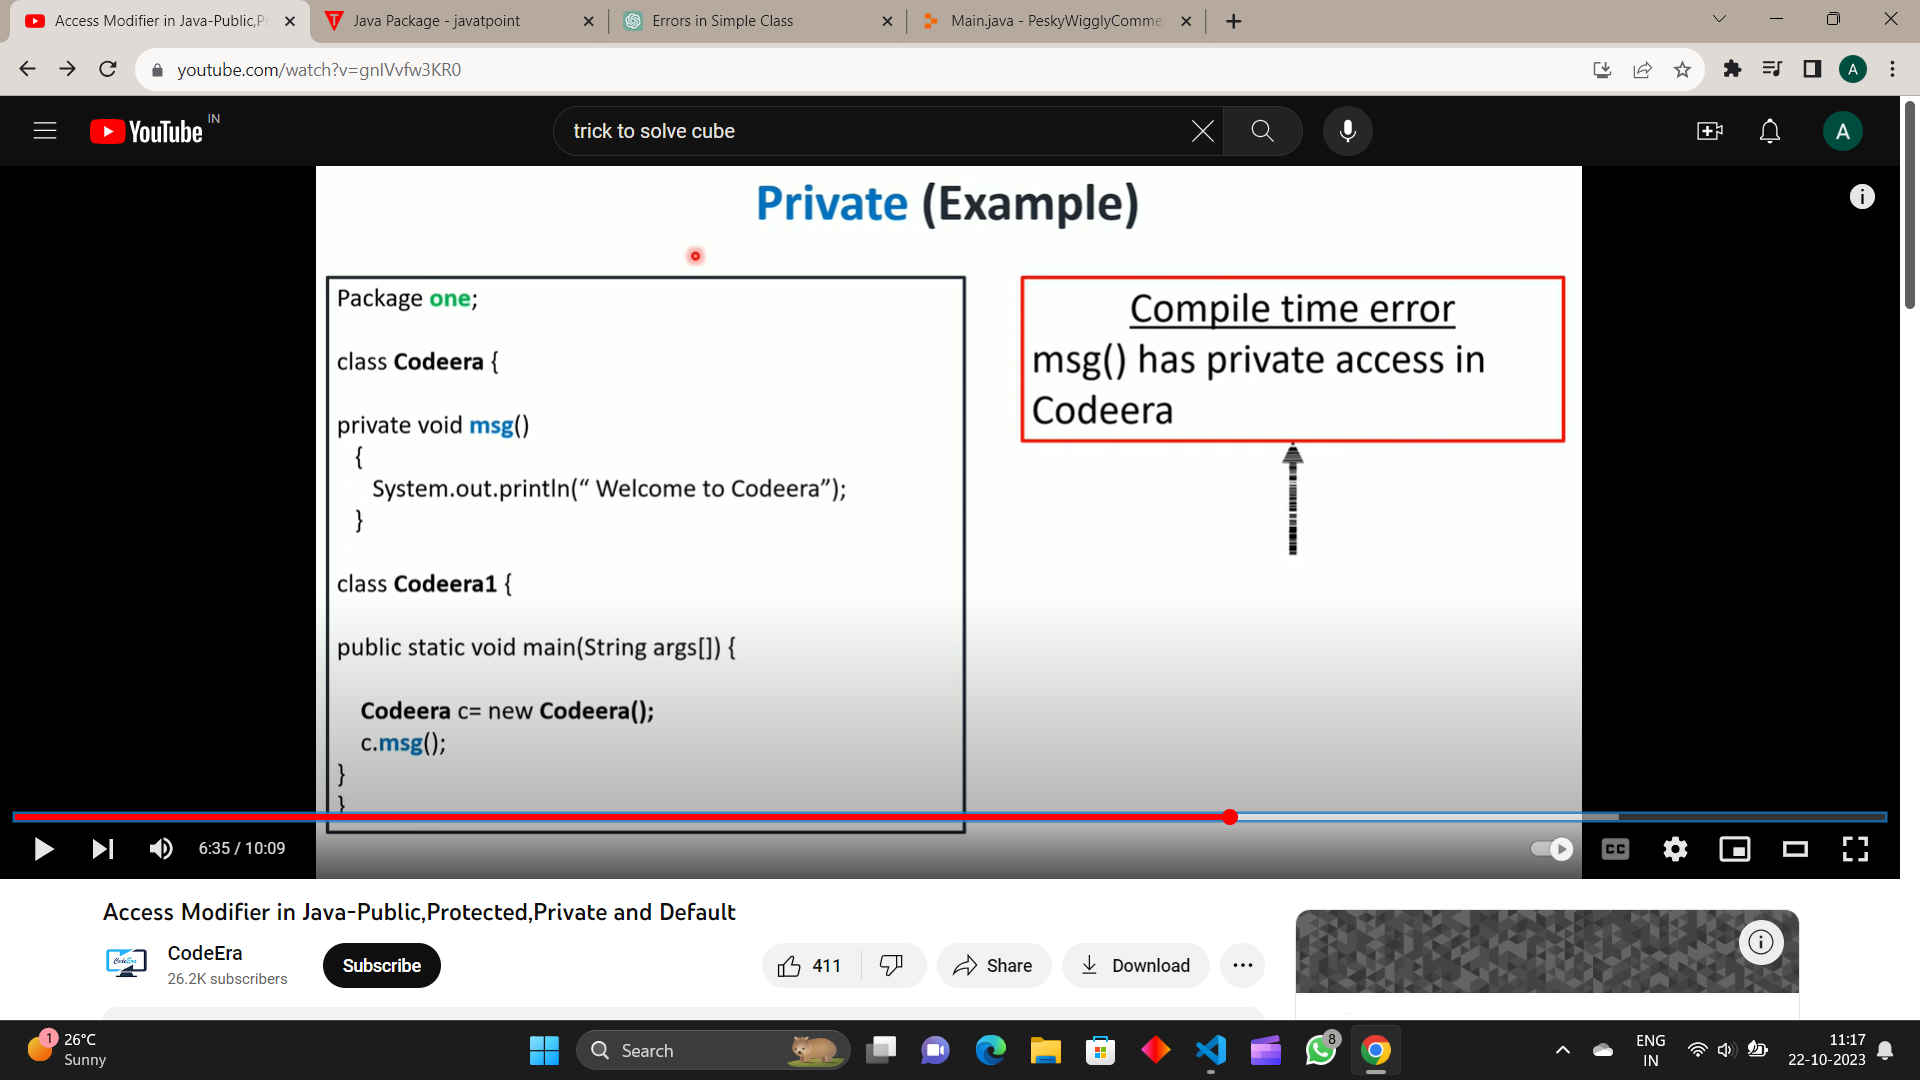 Access Modifier in Java-Public,P
Java Package - javatpoint
Errors in Simple Class
Main.java - PeskyWigglyComme
youtube.com/watch?v=gnIVvfw3KR0
A
YouTube IN
trick to solve cube
A
Private (Example)
Package one;
class Codeera {
private void msg()
{
System.out.println(“ Welcome to Codeera”);
}
class Codeera1 {
public static void main(String args[]) {
Codeera c= new Codeera();
c.msg();
}
}
Compile time error
msg() has private access in
Codeera
6:35 / 10:09
CC
Access Modifier in Java-Public,Protected,Private and Default
CodeEra
26.2K subscribers
Subscribe
411
Share
Download
1
26°C
Sunny
Search
8
ENG
IN
11:17
22-10-2023